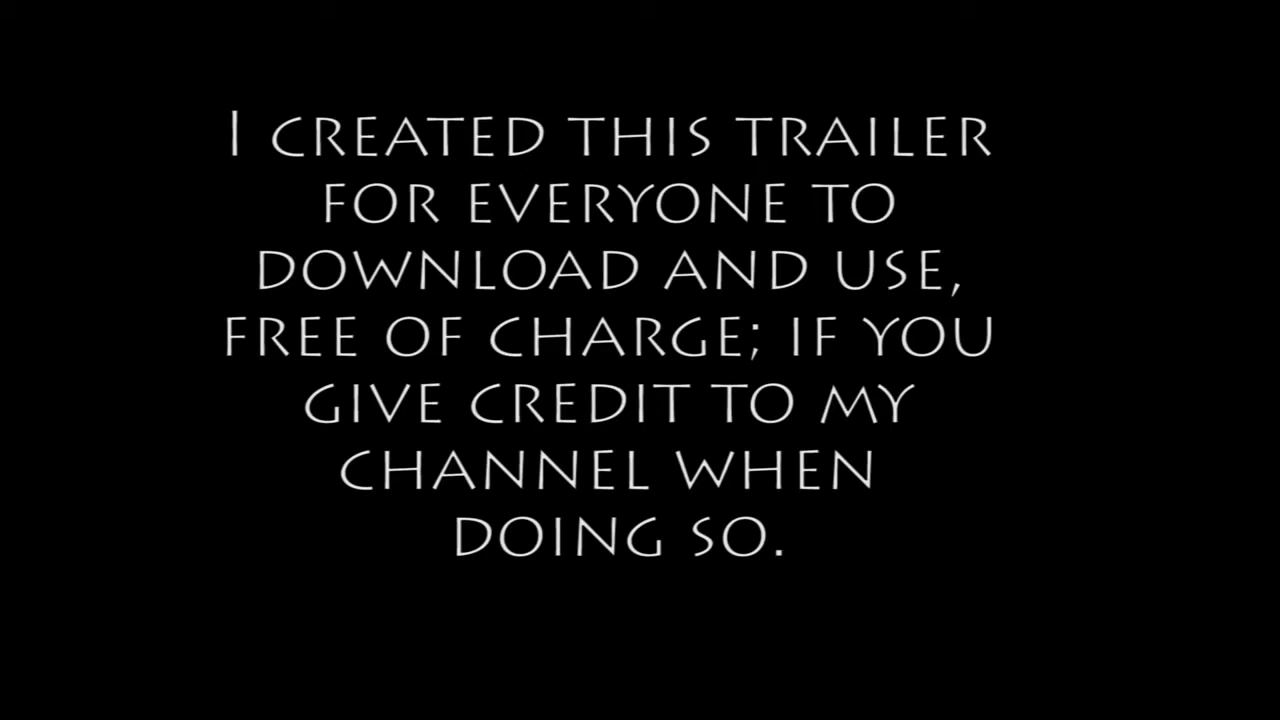 I CREATED THIS TRAILER
FOR EVERYONE TO
DOWNLOAD AND USE,
FREE OF CHARGE; IF YOU
GIVE CREDIT TO MY
CHANNEL WHEN
DOING SO.